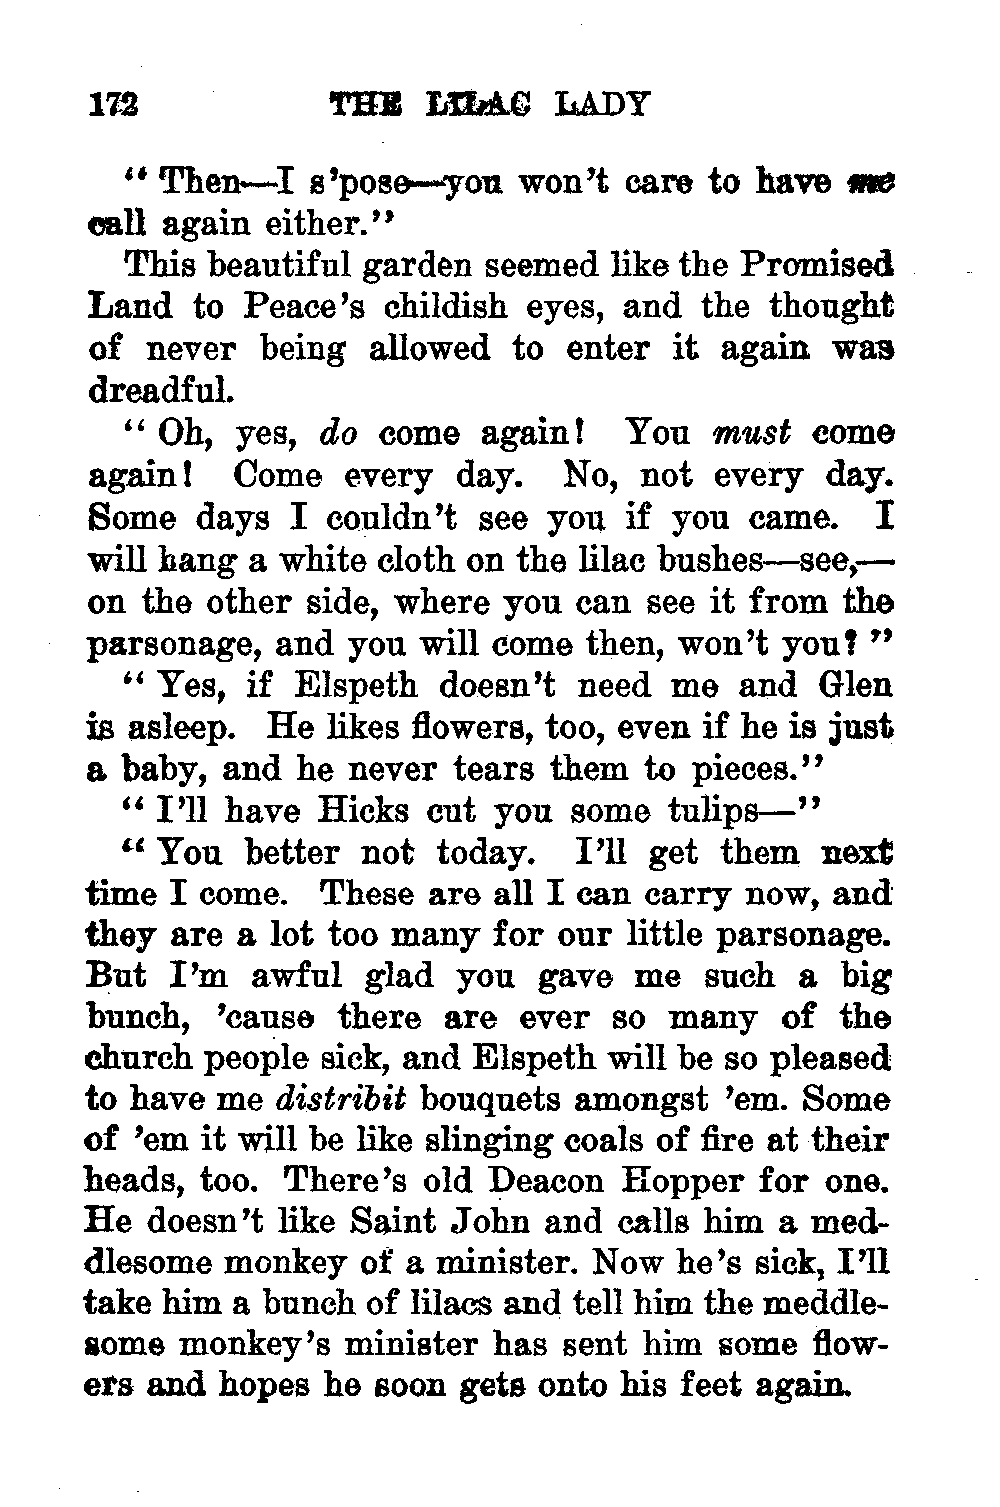 172 THE LILAC LADY
“ Then—I s’pose—you won’t care to have me
call again either.”
This beautiful garden seemed like the Promised
Land to Peace’s childish eyes, and the thought
of never being allowed to enter it again was
dreadful.
“ Oh, yes, do come again! You must come
again! Come every day. No, not every day.
Some days I couldn’t see you if you came. I
will hang a white cloth on the lilac bushes—see,—
on the other side, where you can see it from the
parsonage, and you will come then, won’t you? ”
“ Yes, if Elspeth doesn’t need me and Glen
is asleep. He likes flowers, too, even if he is just
a baby, and he never tears them to pieces.”
“ I’ll have Hicks cut you some tulips—”
“ You better not today. I’ll get them next
time I come. These are all I can carry now, and
they are a lot too many for our little parsonage.
But I’m awful glad you gave me such a big
bunch, ’cause there are ever so many of the
church people sick, and Elspeth will be so pleased
to have me distribit bouquets amongst ’em. Some
of ’em it will be like slinging coals of fire at their
heads, too. There’s old Deacon Hopper for one.
He doesn’t like Saint John and calls him a med-
dlesome monkey of a minister. Now he’s sick, I’ll
take him a bunch of lilacs and tell him the meddle-
some monkey’s minister has sent him some flow-
ers and hopes he soon gets onto his feet again.